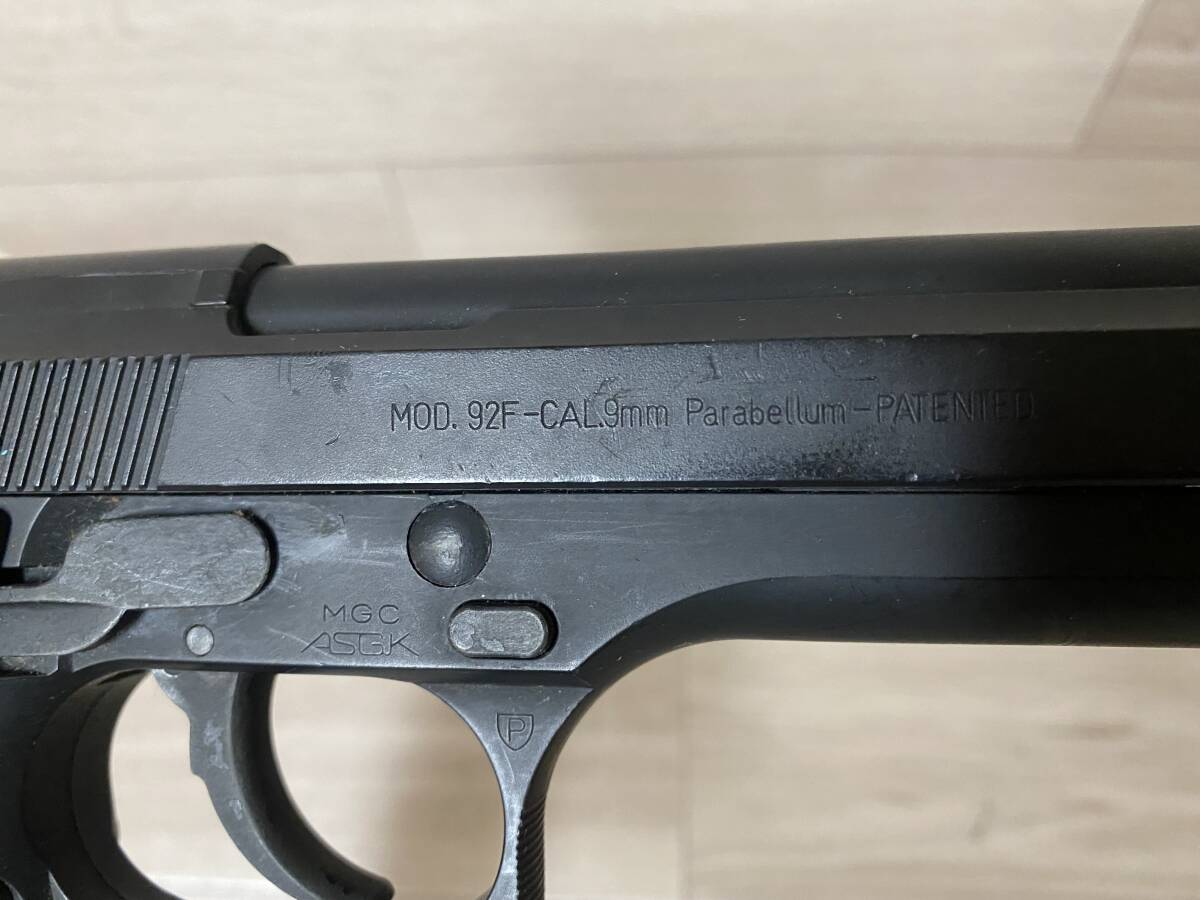 MOD. 92F-CAL.9mm Parabellum-PATENTED
MGC
ASGK
P